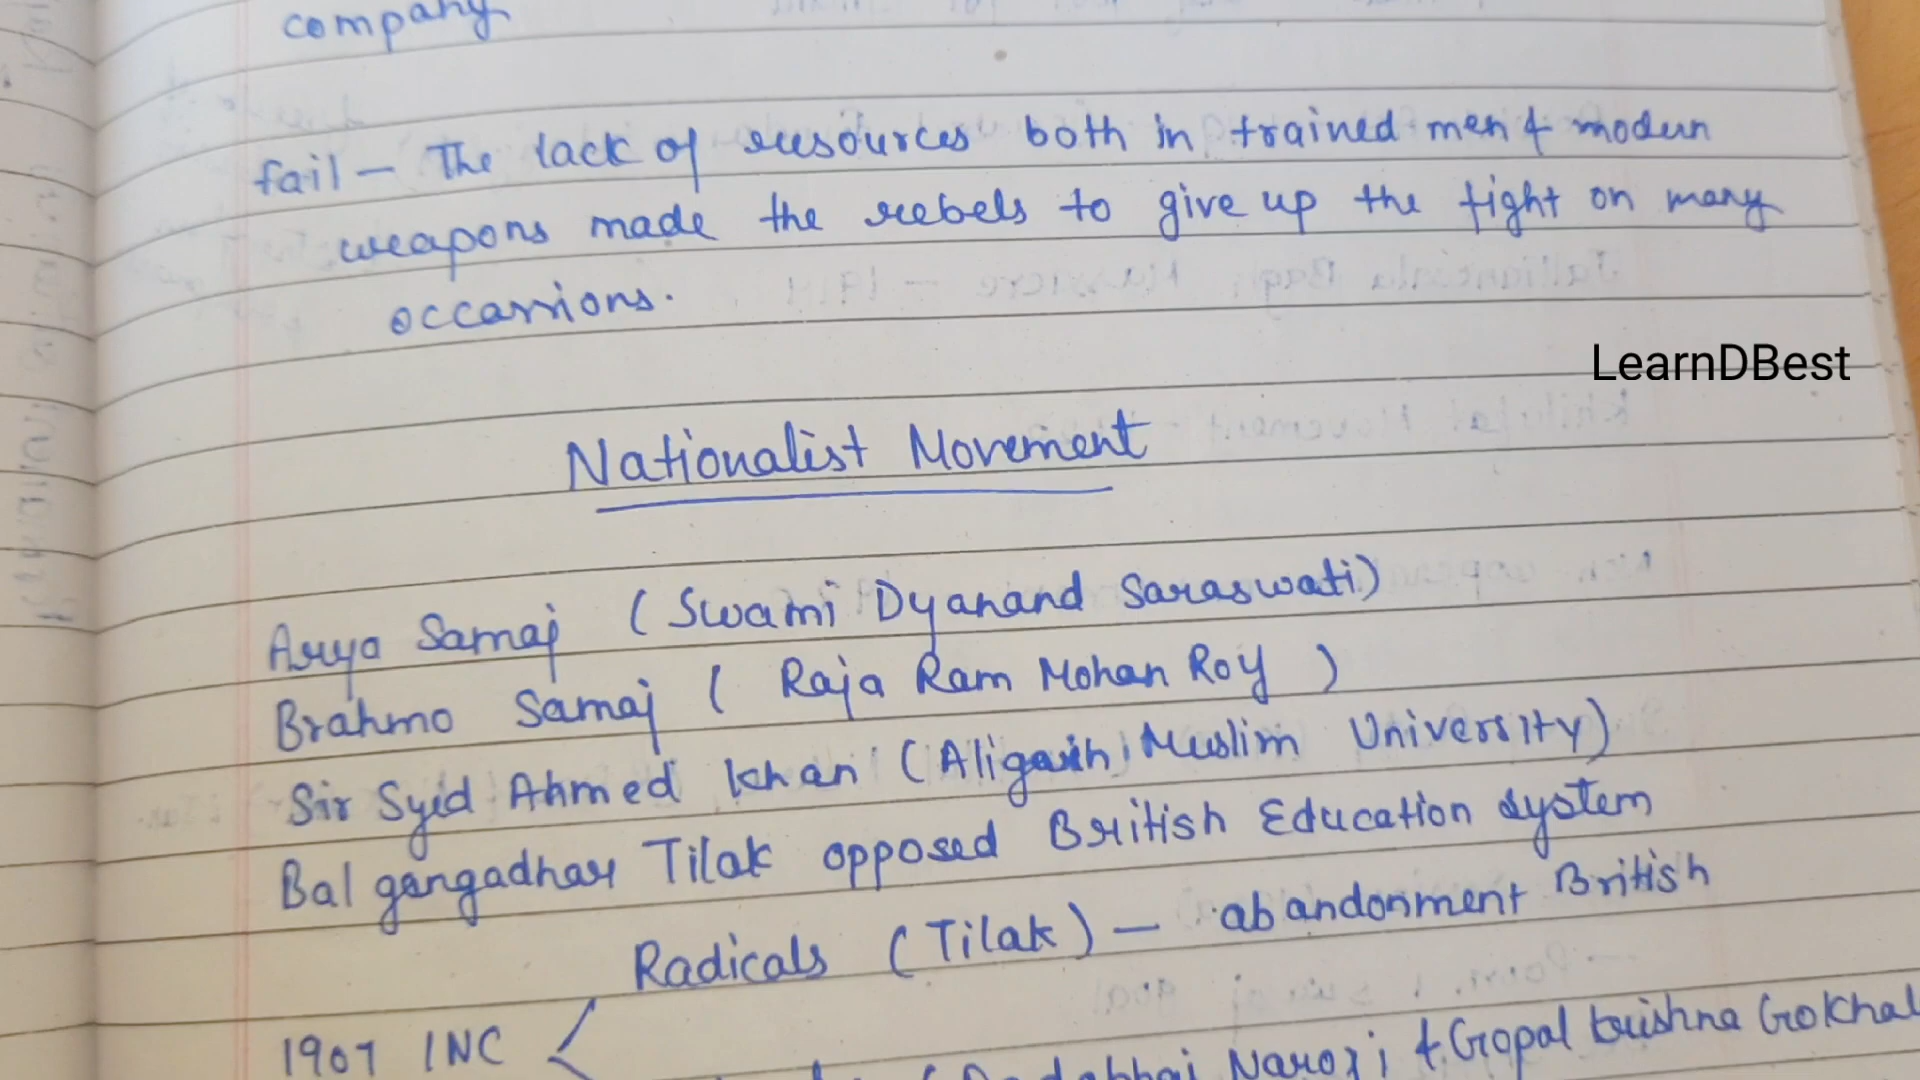 company
fail — The lack of resources both in trained men & modern
weapons made the rebels to give up the fight on many
occassions.
LearnDBest
Nationalist Movement
Arya Samaj (Swami Dyanand Saraswati)
Brahmo Samaj ( Raja Ram Mohan Roy )
Sir Syed Ahmed Khan (Aligarh Muslim University)
Bal gangadhar Tilak opposed British Education System
Radicals (Tilak) — abandonment British
1907 INC
Naroji & Gopal krishna Gokhal